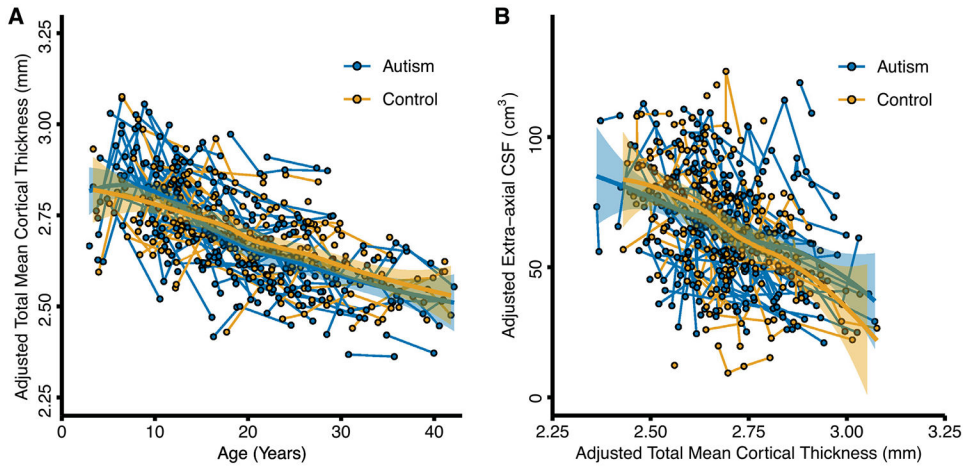 A
Adjusted Total Mean Cortical Thickness (mm)
3.25
3.00
2.75
2.50
2.25
Autism
Control
0 10 20 30 40
Age (Years)
B
Adjusted Extra-axial CSF (cm³)
100
50
0
Autism
Control
2.25 2.50 2.75 3.00 3.25
Adjusted Total Mean Cortical Thickness (mm)